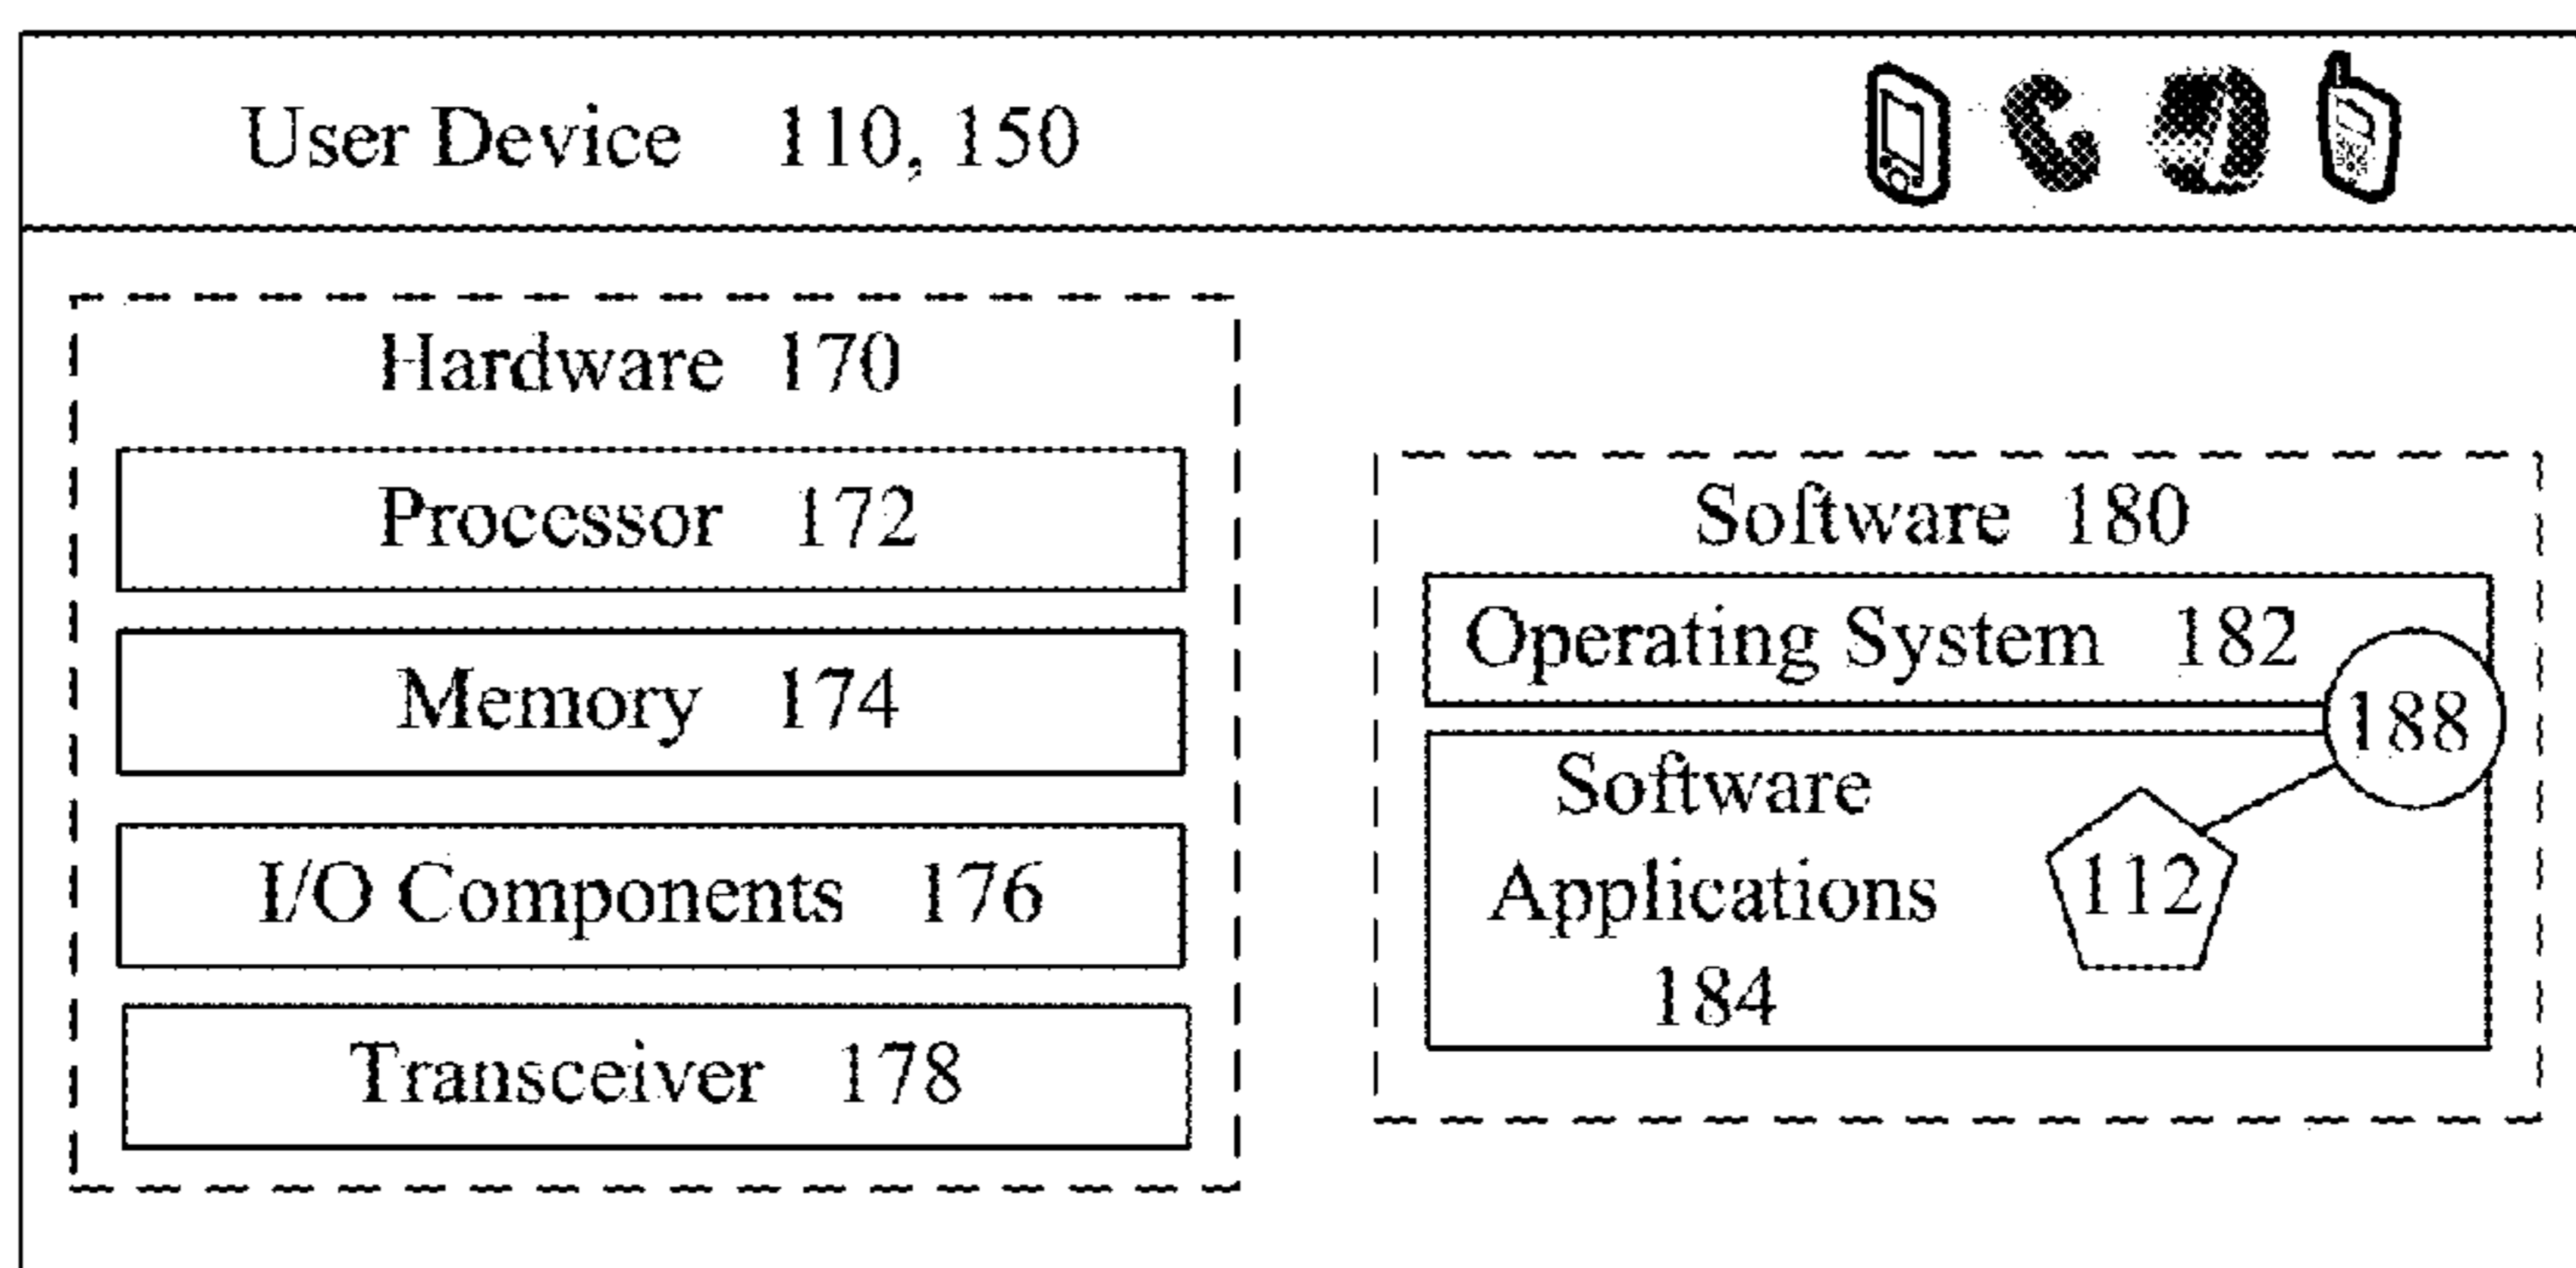 User Device 110, 150
Hardware 170
Processor 172
Memory 174
I/O Components 176
Transceiver 178
Software 180
Operating System 182
188
Software
Applications
184
112